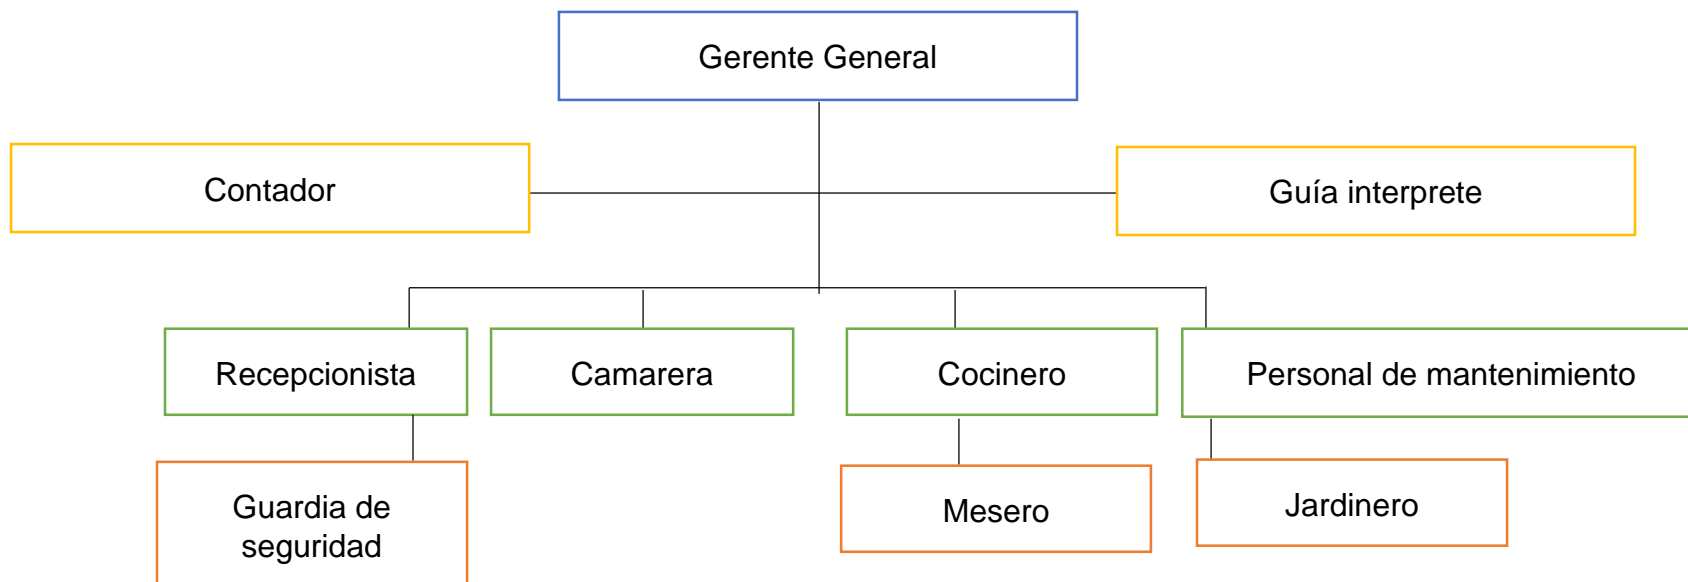 Gerente General
Contador
Guía interprete
Recepcionista
Camarera
Cocinero
Personal de mantenimiento
Guardia de
seguridad
Mesero
Jardinero